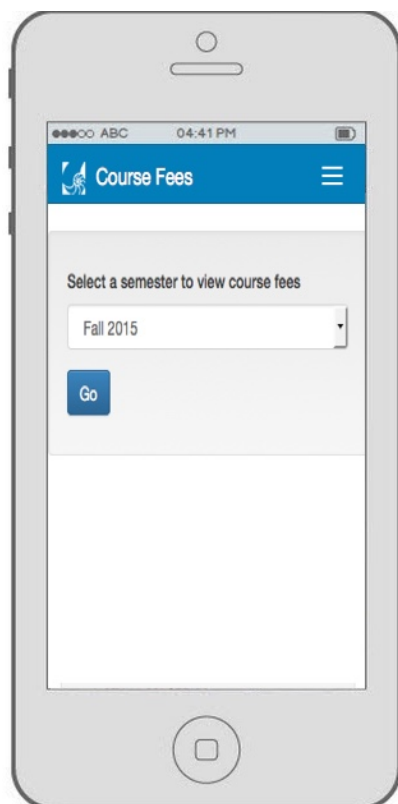 ABC 04:41 PM
Course Fees
Select a semester to view course fees
Fall 2015
Go